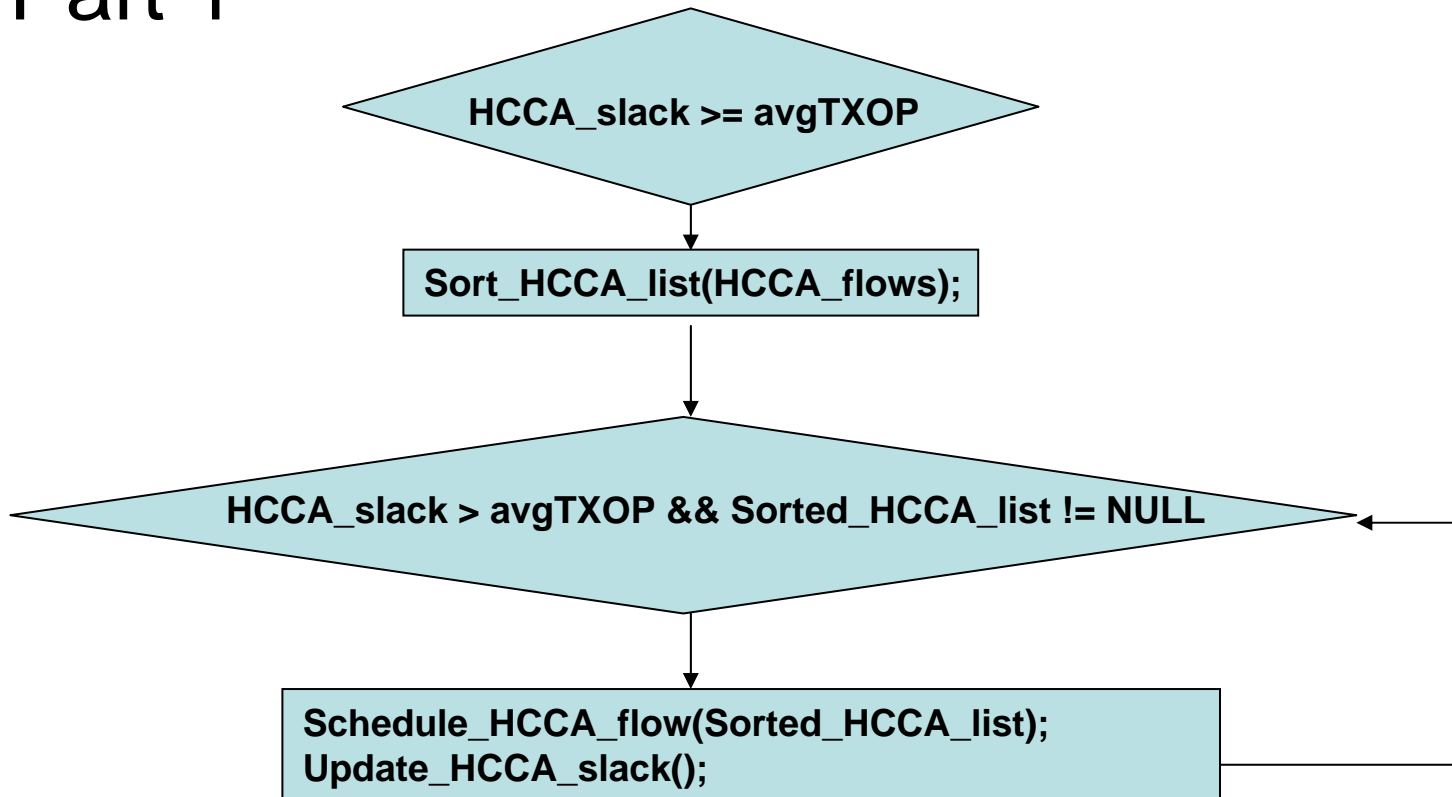 HCCA_slack >= avgTXOP
Sort_HCCA_list(HCCA_flows);
HCCA_slack > avgTXOP && Sorted_HCCA_list != NULL
Schedule_HCCA_flow(Sorted_HCCA_list);
Update_HCCA_slack();